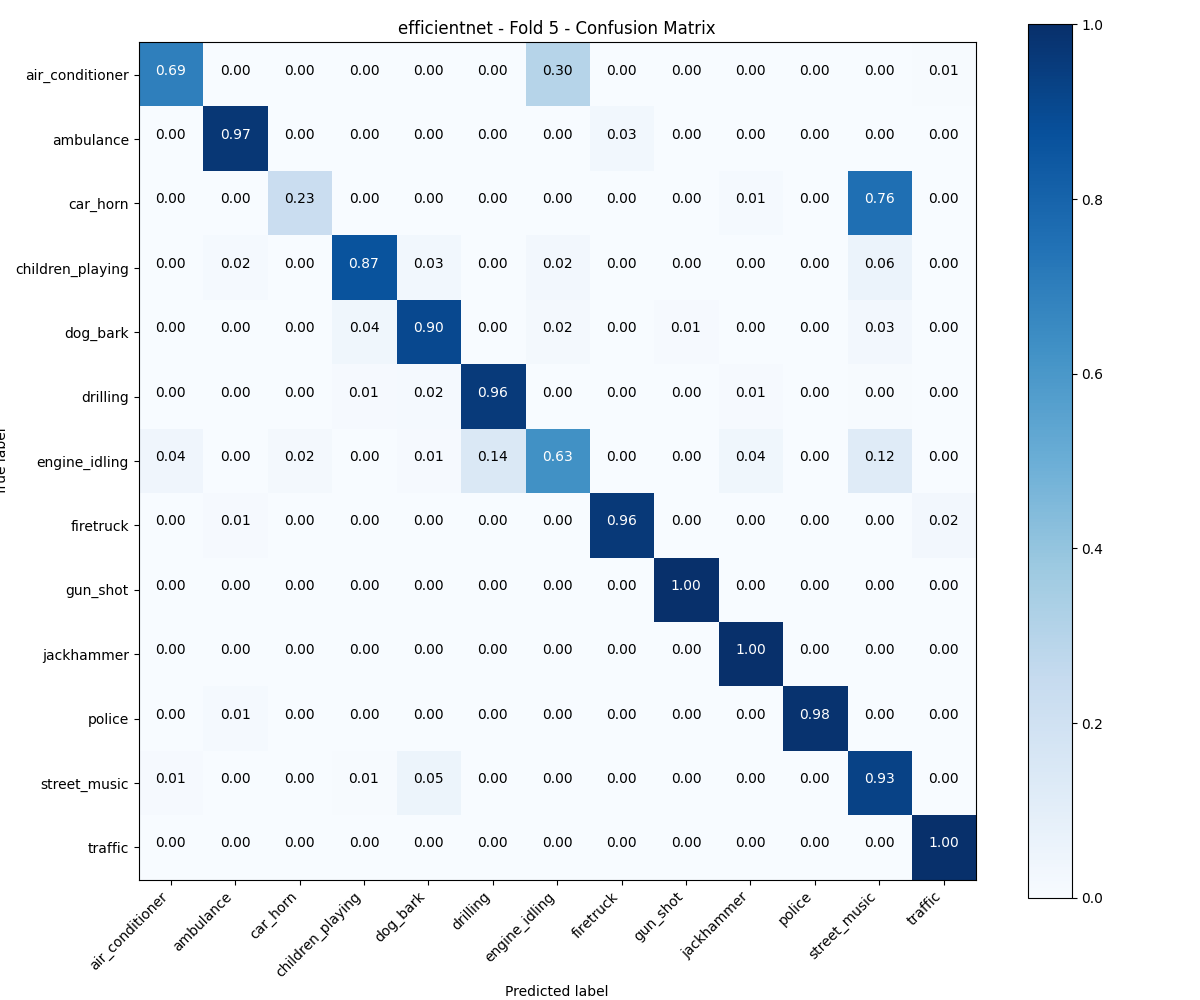 efficientnet - Fold 5 - Confusion Matrix
air_conditioner 0.69 0.00 0.00 0.00 0.00 0.00 0.30 0.00 0.00 0.00 0.00 0.00 0.01
ambulance 0.00 0.97 0.00 0.00 0.00 0.00 0.00 0.03 0.00 0.00 0.00 0.00 0.00
car_horn 0.00 0.00 0.23 0.00 0.00 0.00 0.00 0.00 0.00 0.01 0.00 0.76 0.00
children_playing 0.00 0.02 0.00 0.87 0.03 0.00 0.02 0.00 0.00 0.00 0.00 0.06 0.00
dog_bark 0.00 0.00 0.00 0.04 0.90 0.00 0.02 0.00 0.01 0.00 0.00 0.03 0.00
drilling 0.00 0.00 0.00 0.01 0.02 0.96 0.00 0.00 0.00 0.01 0.00 0.00 0.00
engine_idling 0.04 0.00 0.02 0.00 0.01 0.14 0.63 0.00 0.00 0.04 0.00 0.12 0.00
firetruck 0.00 0.01 0.00 0.00 0.00 0.00 0.00 0.96 0.00 0.00 0.00 0.00 0.02
gun_shot 0.00 0.00 0.00 0.00 0.00 0.00 0.00 0.00 1.00 0.00 0.00 0.00 0.00
jackhammer 0.00 0.00 0.00 0.00 0.00 0.00 0.00 0.00 0.00 1.00 0.00 0.00 0.00
police 0.00 0.01 0.00 0.00 0.00 0.00 0.00 0.00 0.00 0.00 0.98 0.00 0.00
street_music 0.01 0.00 0.00 0.01 0.05 0.00 0.00 0.00 0.00 0.00 0.00 0.93 0.00
traffic 0.00 0.00 0.00 0.00 0.00 0.00 0.00 0.00 0.00 0.00 0.00 0.00 1.00
air_conditioner ambulance car_horn children_playing dog_bark drilling engine_idling firetruck gun_shot jackhammer police street_music traffic
Predicted label
label
1.0
0.8
0.6
0.4
0.2
0.0